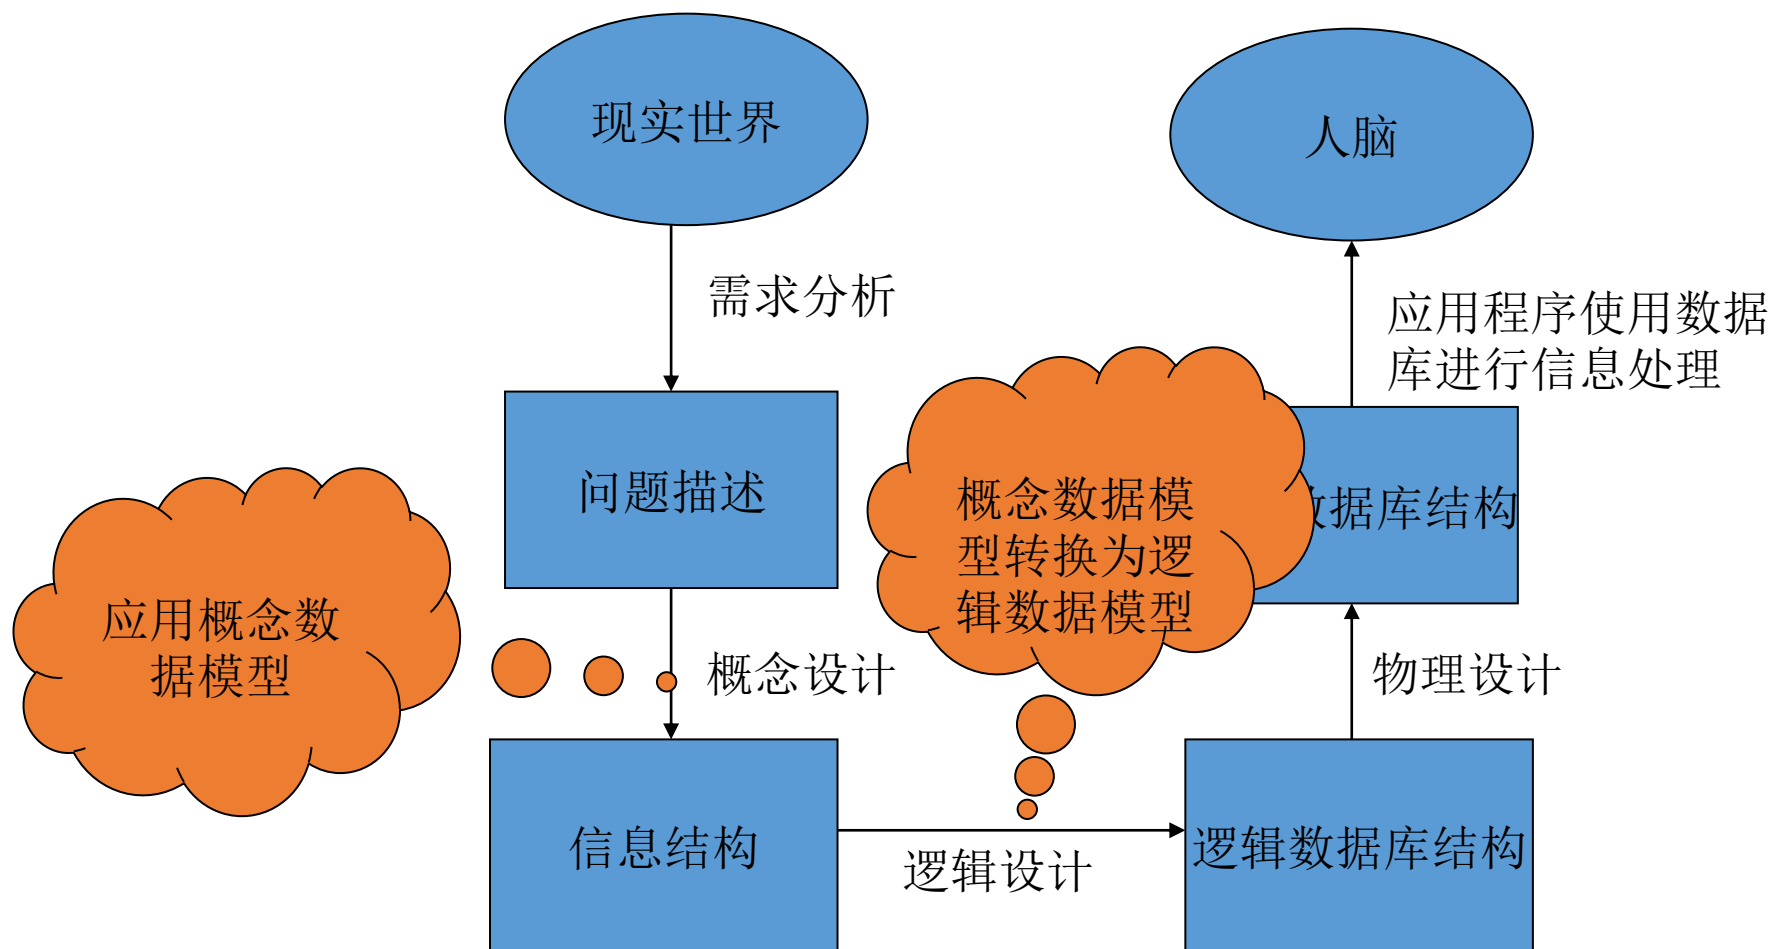 现实世界
人脑
需求分析
应用程序使用数据
库进行信息处理
问题描述
概念数据模
型转换为逻
辑数据模型
据库结构
应用概念数
据模型
概念设计
物理设计
信息结构
逻辑设计
逻辑数据库结构